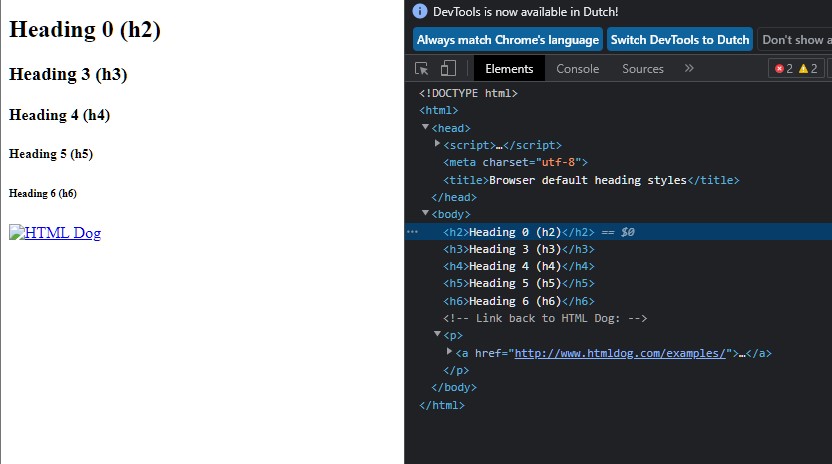 Heading 0 (h2)
Heading 3 (h3)
Heading 4 (h4)
Heading 5 (h5)
Heading 6 (h6)
HTML Dog
DevTools is now available in Dutch!
Always match Chrome's language Switch DevTools to Dutch Don't show a
Elements Console Sources » 2 2
<!DOCTYPE html>
<html>
<head>
<script>…</script>
<meta charset="utf-8">
<title>Browser default heading styles</title>
</head>
<body>
<h2>Heading 0 (h2)</h2> == $0
<h3>Heading 3 (h3)</h3>
<h4>Heading 4 (h4)</h4>
<h5>Heading 5 (h5)</h5>
<h6>Heading 6 (h6)</h6>
<!-- Link back to HTML Dog: -->
<p>
<a href="http://www.htmldog.com/examples/">…</a>
</p>
</body>
</html>